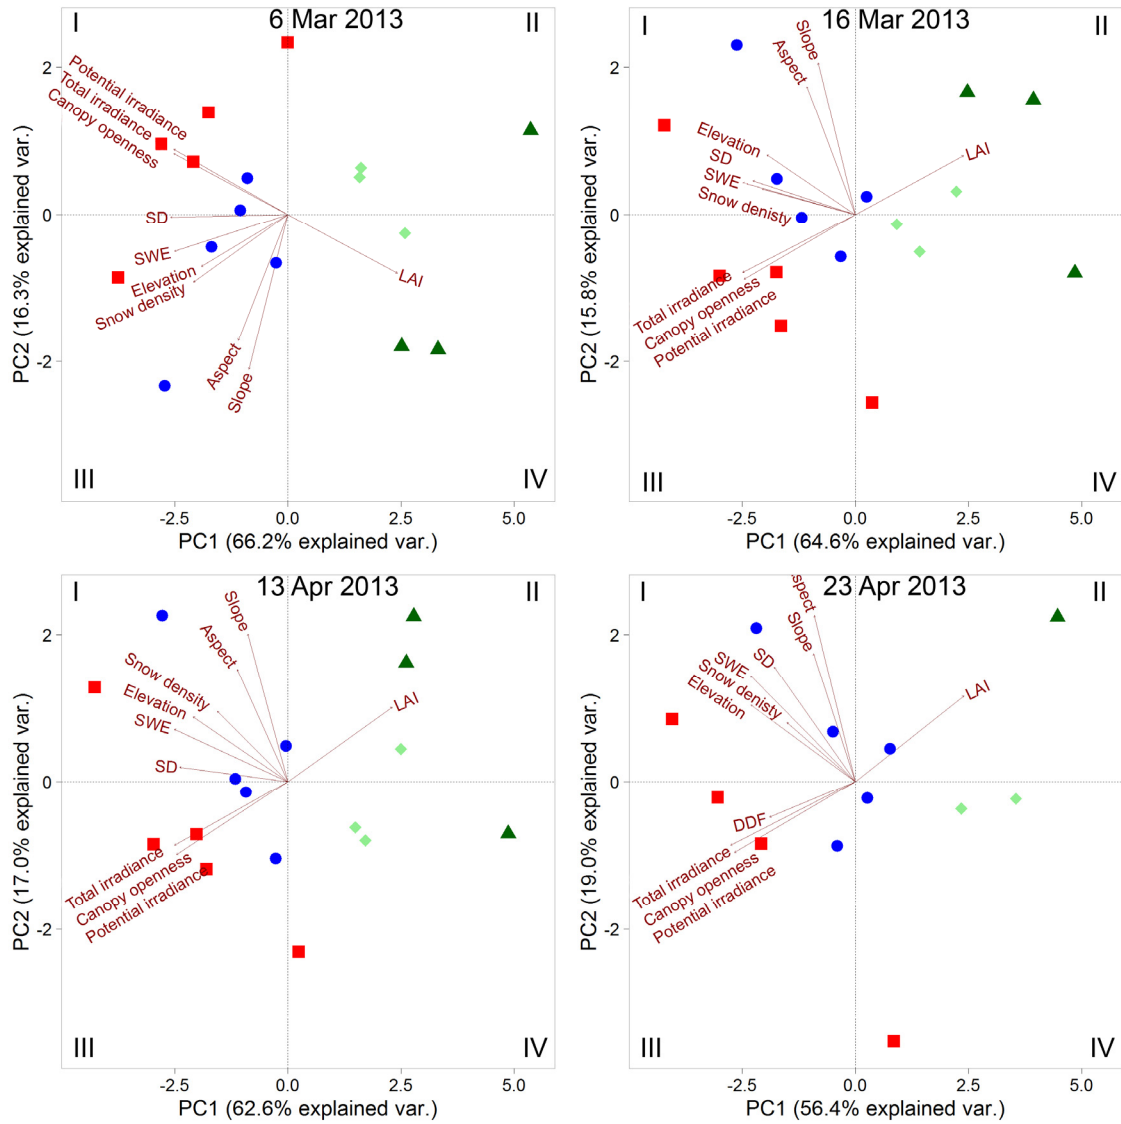 I
6 Mar 2013
II
2
0
-2
PC2 (16.3% explained var.)
Potential irradiance
Total irradiance
Canopy openness
SD
SWE
Elevation
Snow density
Aspect
Slope
LAI
III
IV
-2.5
0.0
2.5
5.0
PC1 (66.2% explained var.)
I
16 Mar 2013
II
2
0
-2
PC2 (15.8% explained var.)
Slope
Aspect
Elevation
SD
SWE
Snow denisty
LAI
Total irradiance
Canopy openness
Potential irradiance
III
IV
-2.5
0.0
2.5
5.0
PC1 (64.6% explained var.)
I
13 Apr 2013
II
2
0
-2
PC2 (17.0% explained var.)
Slope
Aspect
Snow density
Elevation
SWE
SD
LAI
Total irradiance
Canopy openness
Potential irradiance
III
IV
-2.5
0.0
2.5
5.0
PC1 (62.6% explained var.)
I
23 Apr 2013
II
2
0
-2
PC2 (19.0% explained var.)
spect
Slope
SD
SWE
Snow denisty
Elevation
LAI
DDF
Total irradiance
Canopy openness
Potential irradiance
III
IV
-2.5
0.0
2.5
5.0
PC1 (56.4% explained var.)